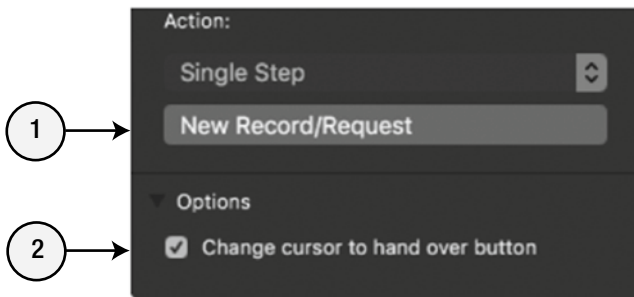 Action:
Single Step
1
New Record/Request
Options
2
Change cursor to hand over button